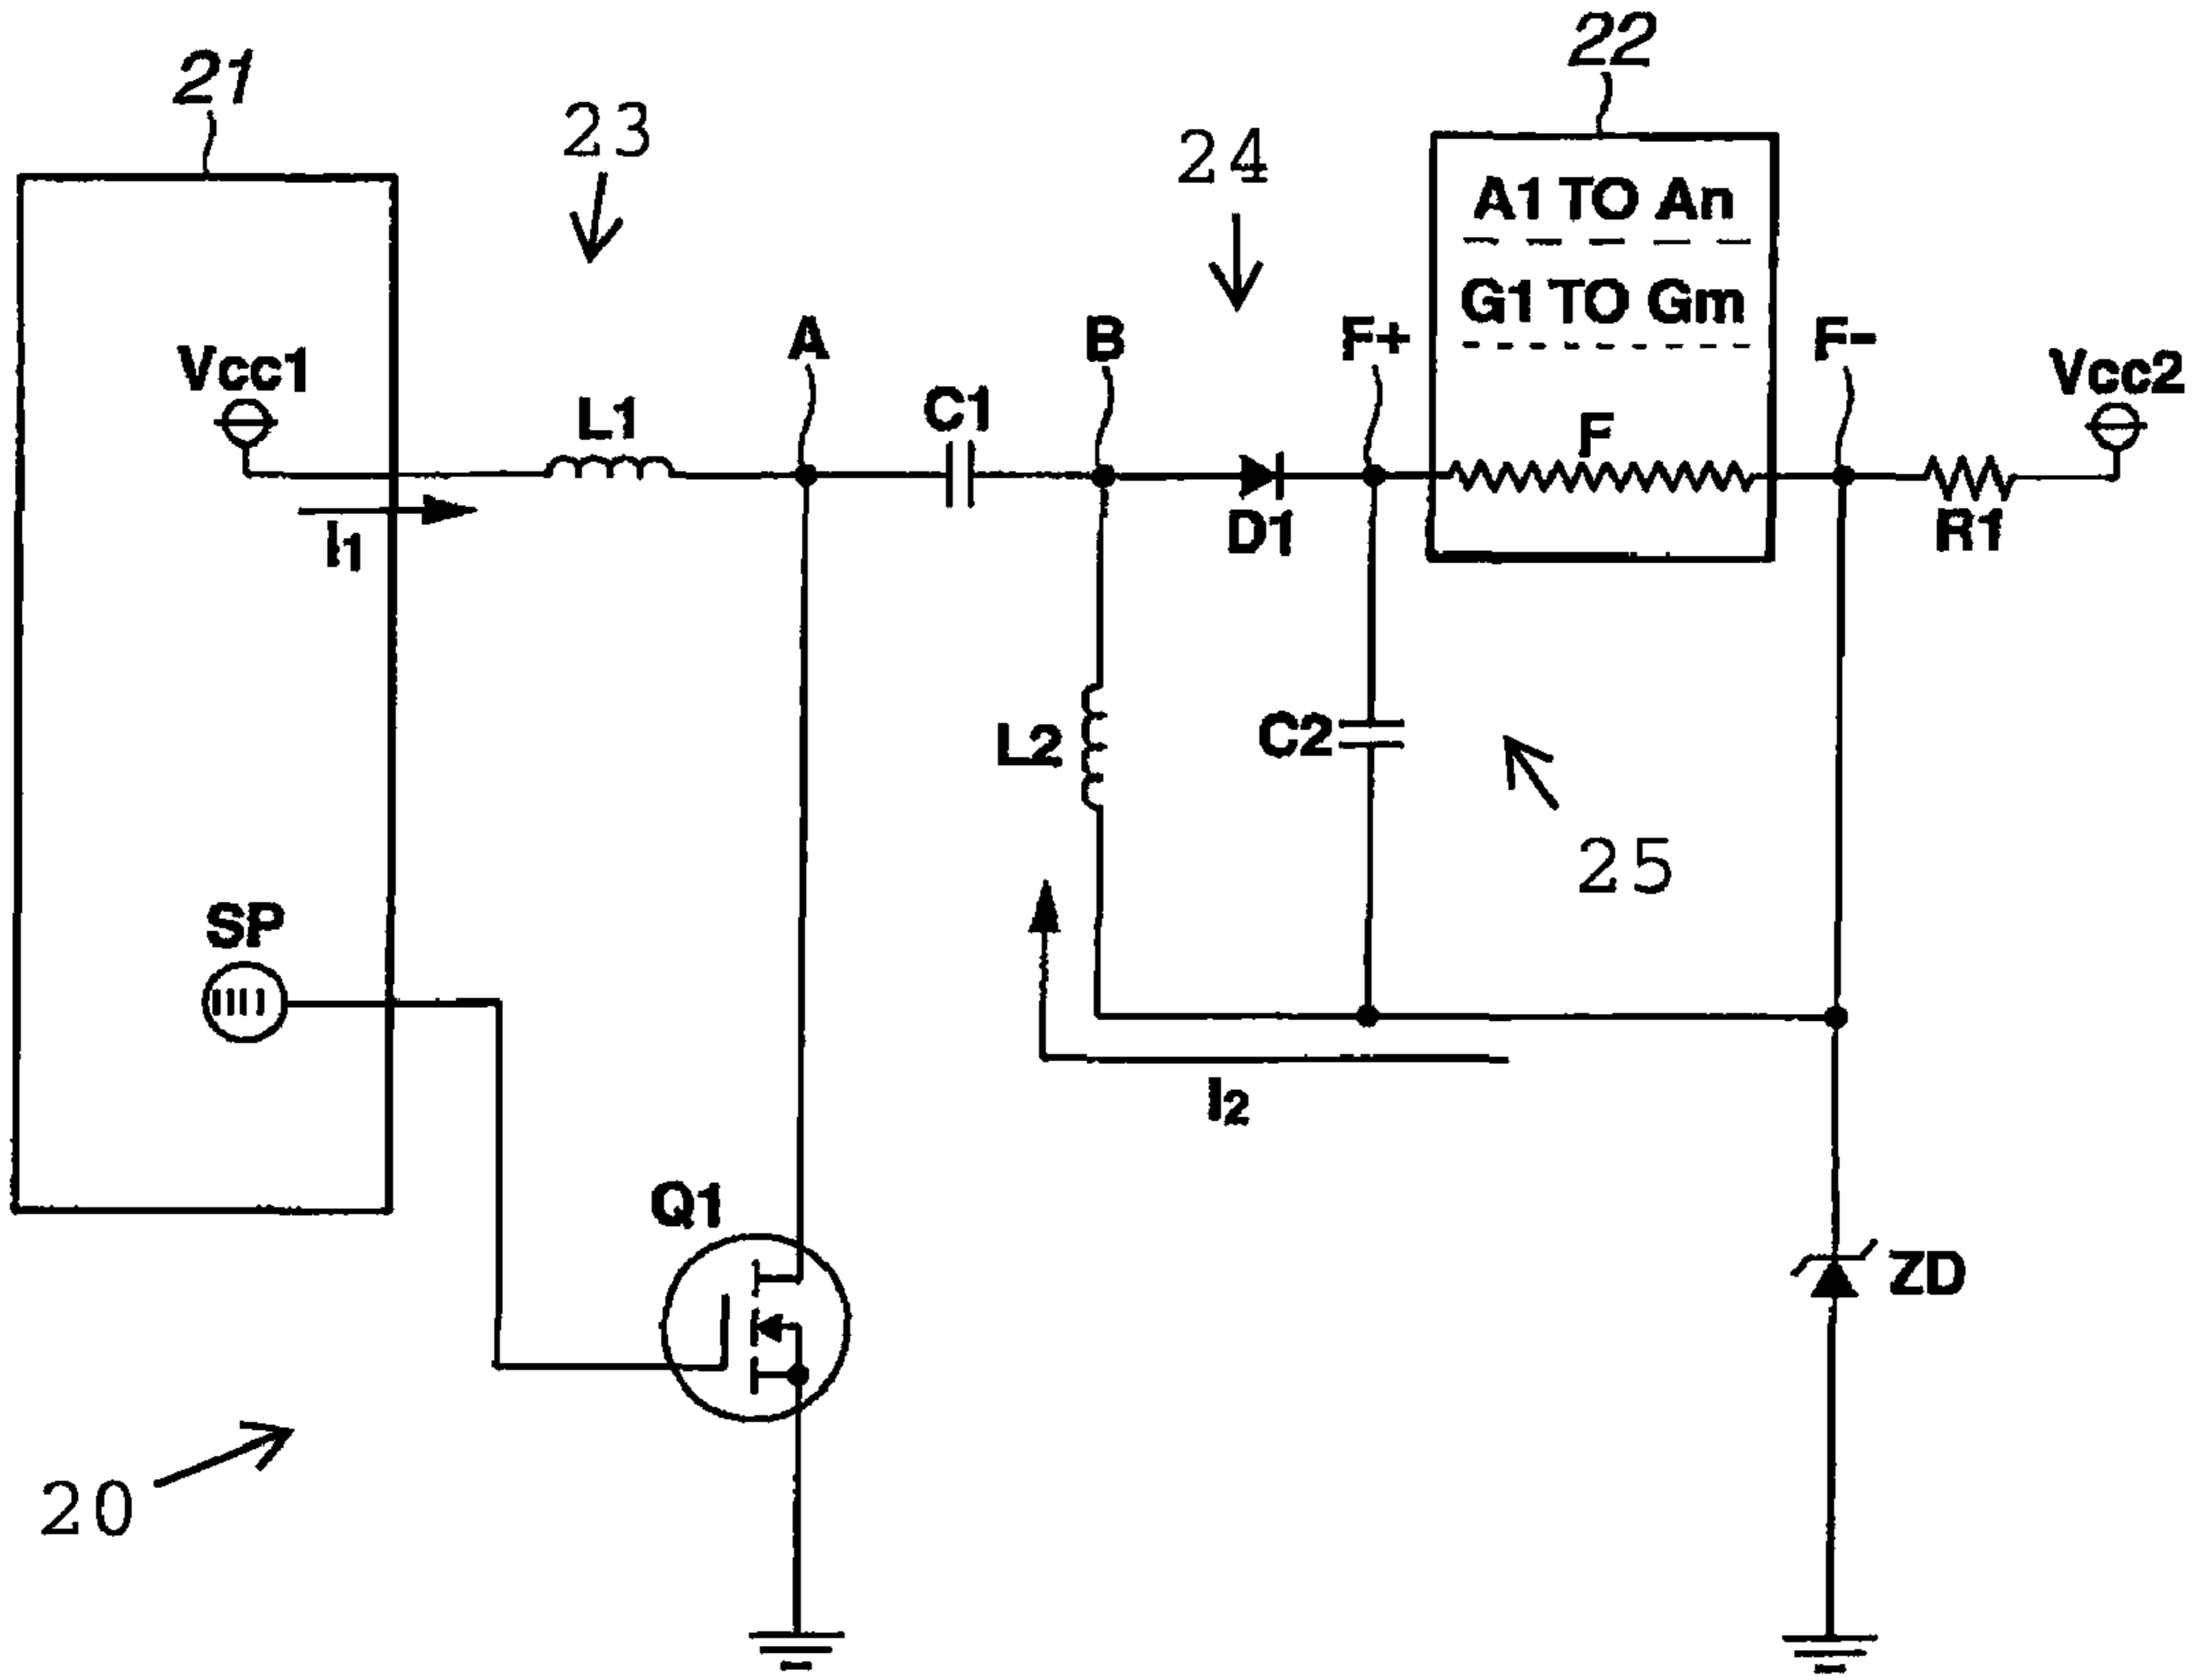 21
22
23
24
A1 TO An
G1 TO Gm
A
B
F+
F-
Vcc1
Vcc2
L1
C1
F
I1
D1
R1
L2
C2
25
SP
I2
Q1
ZD
20